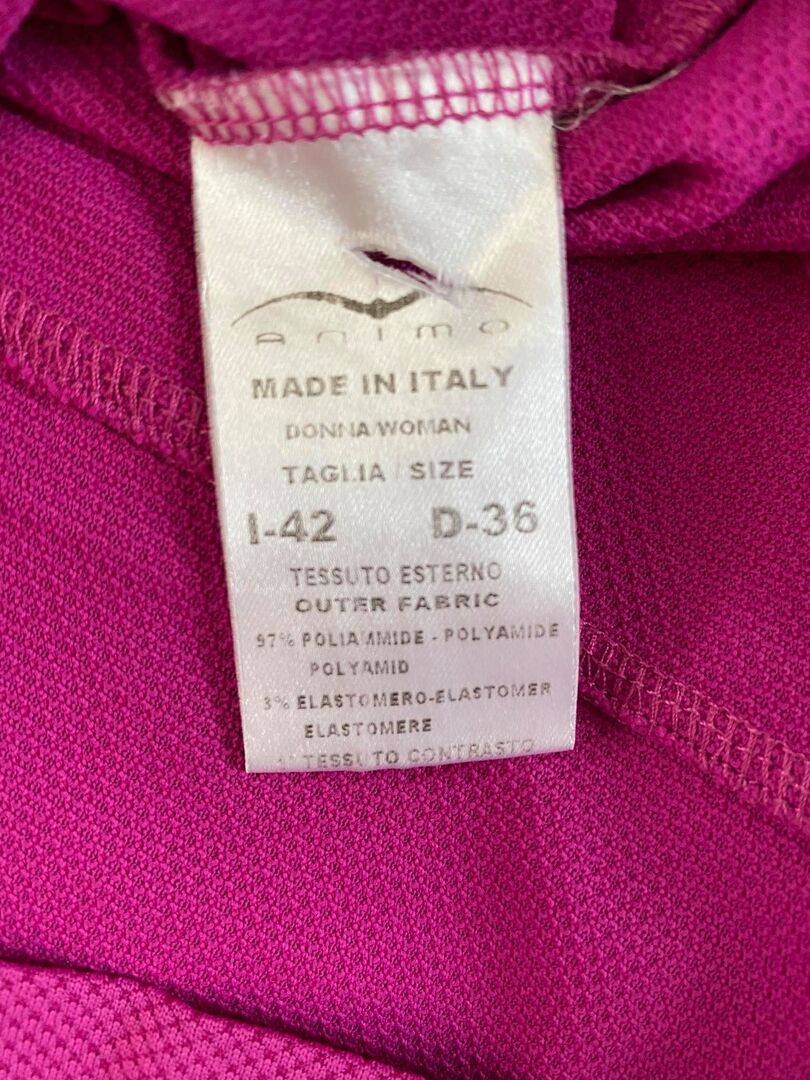 Animo
MADE IN ITALY
DONNA/WOMAN
TAGLIA / SIZE
I-42 D-36
TESSUTO ESTERNO
OUTER FABRIC
97% POLIAMMIDE - POLYAMIDE
POLYAMID
3% ELASTOMERO-ELASTOMER
ELASTOMERE
1° TESSUTO CONTRASTO